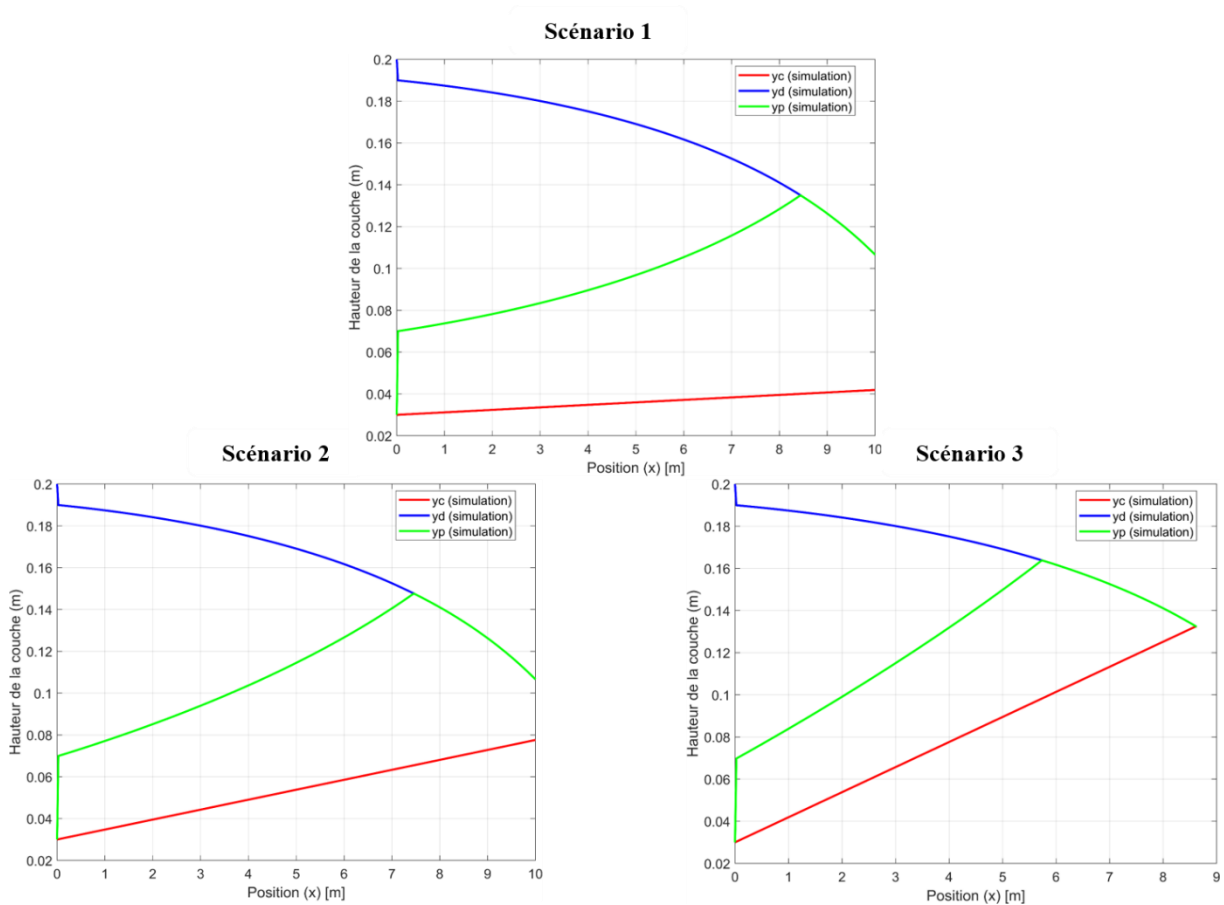 Scénario 1
yc (simulation)
yd (simulation)
yp (simulation)
Hauteur de la couche (m)
0.2
0.18
0.16
0.14
0.12
0.1
0.08
0.06
0.04
0.02
0 1 2 3 4 5 6 7 8 9 10
Position (x) [m]
Scénario 2
yc (simulation)
yd (simulation)
yp (simulation)
Hauteur de la couche (m)
0.2
0.18
0.16
0.14
0.12
0.1
0.08
0.06
0.04
0.02
0 1 2 3 4 5 6 7 8 9 10
Position (x) [m]
Scénario 3
yc (simulation)
yd (simulation)
yp (simulation)
Hauteur de la couche (m)
0.2
0.18
0.16
0.14
0.12
0.1
0.08
0.06
0.04
0.02
0 1 2 3 4 5 6 7 8 9
Position (x) [m]